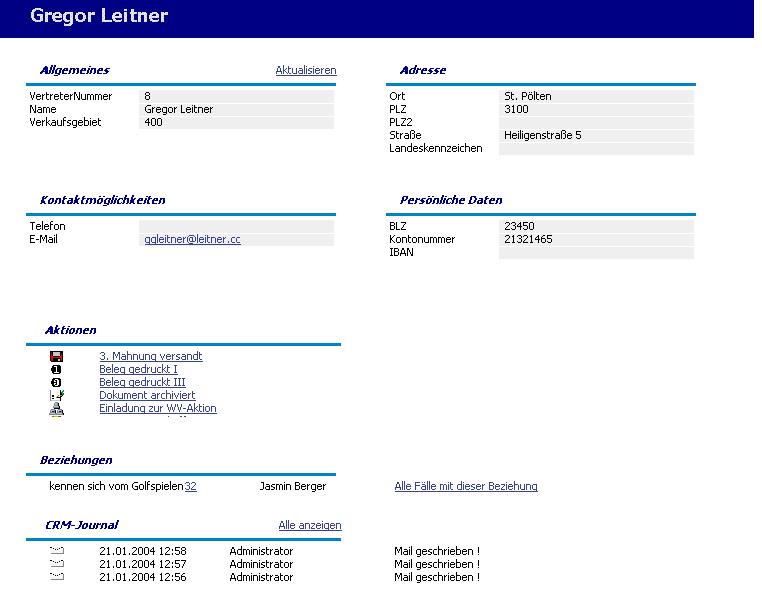 Gregor Leitner
Allgemeines Aktualisieren
VertreterNummer 8
Name Gregor Leitner
Verkaufsgebiet 400
Adresse
Ort St. Pölten
PLZ 3100
PLZ2
Straße Heiligenstraße 5
Landeskennzeichen
Kontaktmöglichkeiten
Telefon
E-Mail ggleitner@leitner.cc
Persönliche Daten
BLZ 23450
Kontonummer 21321465
IBAN
Aktionen
3. Mahnung versandt
Beleg gedruckt I
Beleg gedruckt III
Dokument archiviert
Einladung zur WV-Aktion
Beziehungen
kennen sich vom Golfspielen 32 Jasmin Berger Alle Fälle mit dieser Beziehung
CRM-Journal Alle anzeigen
21.01.2004 12:58 Administrator Mail geschrieben !
21.01.2004 12:57 Administrator Mail geschrieben !
21.01.2004 12:56 Administrator Mail geschrieben !